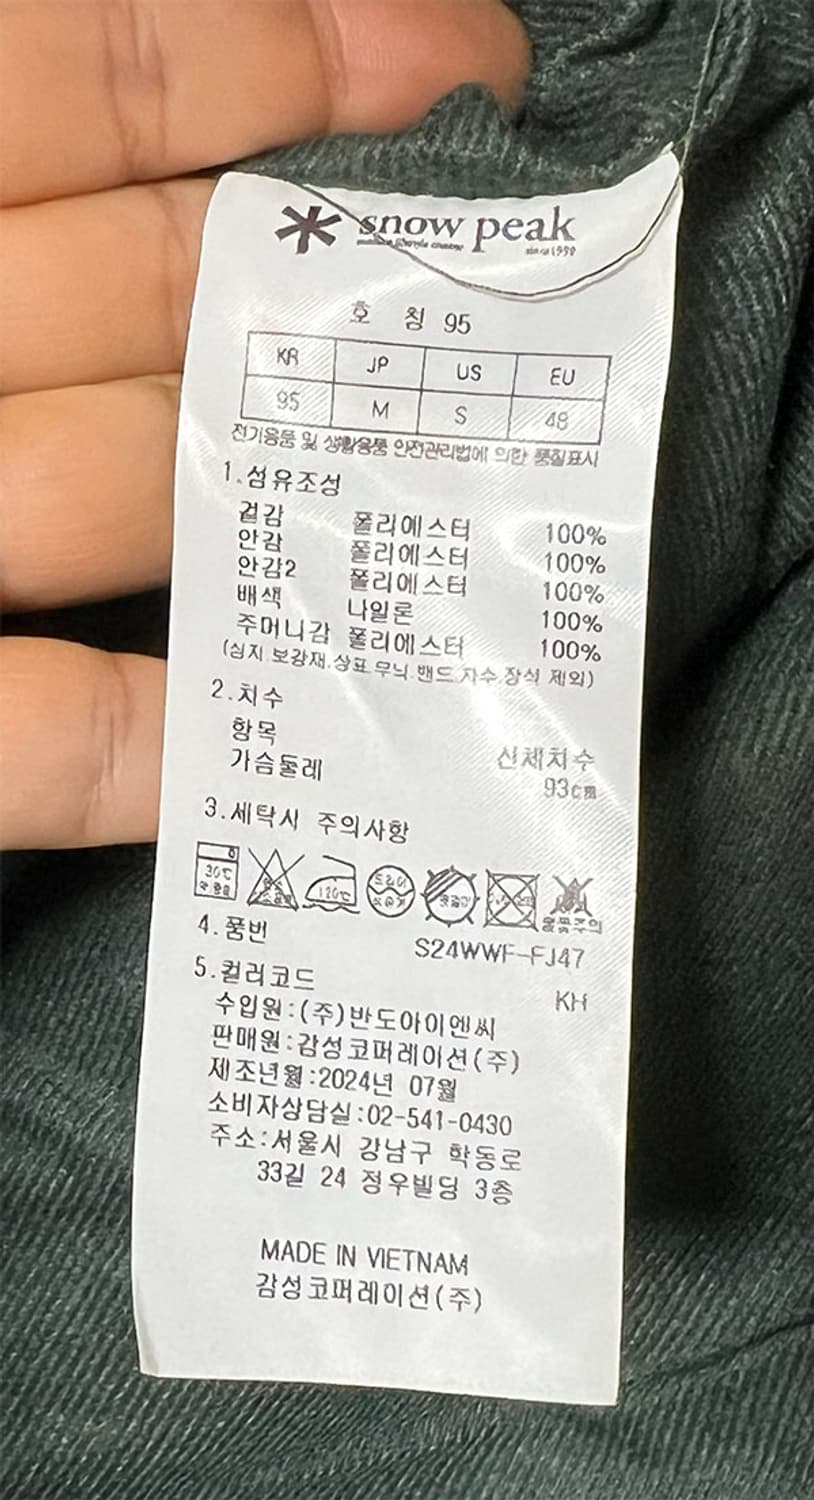 snow peak
since 1990
호 칭 95
KR JP US EU
95 M S 48
전기용품 및 생활용품 안전관리법에 의한 품질표시
1.섬유조성
겉감 폴리에스터 100%
안감 폴리에스터 100%
안감2 폴리에스터 100%
배색 나일론 100%
주머니감 폴리에스터 100%
(심지.보강재.상표.무늬.밴드.자수.장식 제외)
2.치수
항목 신체치수
가슴둘레 93cm
3.세탁시 주의사항
30℃ 120℃ 드라이
4.품번 S24WWF-FJ47
5.컬러코드 KH
수입원:(주)반도아이엔씨
판매원:감성코퍼레이션(주)
제조년월:2024년 07월
소비자상담실:02-541-0430
주소:서울시 강남구 학동로
33길 24 정우빌딩 3층
MADE IN VIETNAM
감성코퍼레이션(주)